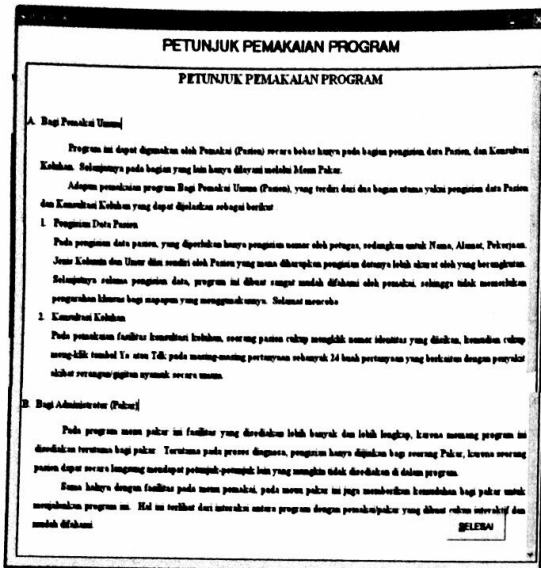 PETUNJUK PEMAKAIAN PROGRAM
PETUNJUK PEMAKAIAN PROGRAM
A. Bagi Pemakai Umum
Program ini dapat digunakan oleh Pemakai (Pasien) secara bebas hanya pada bagian pengisian data Pasien, dan Konsultasi
Keluhan. Selanjutnya pada bagian yang lain hanya dilayani melalui Menu Pakar.
Adapun pemakaian program Bagi Pemakai Umum (Pasien), yang terdiri dari dua bagian utama yakni pengisian data Pasien
dan Konsultasi Keluhan yang dapat dijelaskan sebagai berikut
1. Pengisian Data Pasien
Pada pengisian data pasien, yang diperlukan hanya pengisian nomor oleh petugas, sedangkan untuk Nama, Alamat, Pekerjaan,
Jenis Kelamin dan Umur diisi sendiri oleh Pasien yang mana diharapkan pengisian datanya lebih akurat oleh yang bersangkutan.
Selanjutnya selama pengisian data, program ini dibuat sangat mudah difahami oleh pemakai, sehingga tidak memerlukan
pengarahan khusus bagi siapapun yang menggunakannya. Selamat mencoba
2. Konsultasi Keluhan
Pada pemakaian fasilitas konsultasi keluhan, seorang pasien cukup mengklik nomor identitas yang diisikan, kemudian cukup
meng-klik tombol Ya atau Tdk pada masing-masing pertanyaan sebanyak 24 buah pertanyaan yang berkaitan dengan penyakit
akibat serangan/gigitan nyamuk secara umum.
B. Bagi Administrator (Pakar)
Pada program menu pakar ini fasilitas yang disediakan lebih banyak dan lebih lengkap, karena memang program ini
disediakan terutama bagi pakar. Terutama pada proses diagnosa, pengisian hanya diijinkan bagi seorang Pakar, karena seorang
pasien dapat secara langsung mendapat petunjuk-petunjuk lain yang mungkin tidak disediakan di dalam program.
Sama halnya dengan fasilitas pada menu pemakai, pada menu pakar ini juga memberikan kemudahan bagi pakar untuk
menjalankan program ini. Hal ini terlihat dari interaksi antara program dengan pemakai/pakar yang dibuat cukup interaktif dan
mudah difahami
SELESAI